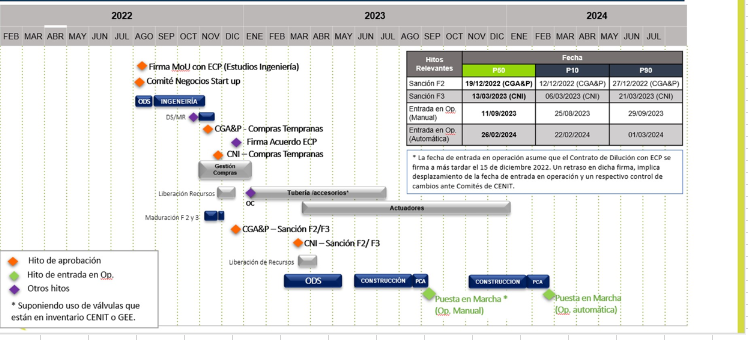 2022 2023 2024
FEB MAR ABR MAY JUN JUL AGO SEP OCT NOV DIC ENE FEB MAR ABR MAY JUN JUL AGO SEP OCT NOV DIC ENE FEB MAR ABR MAY JUN JUL
Firma MoU con ECP (Estudios Ingeniería)
Comité Negocios Start up
ODS INGENIERÍA
DS/MR
CGA&P - Compras Tempranas
Firma Acuerdo ECP
CNI – Compras Tempranas
Gestión
Compras
Liberación Recursos
Tubería /accesorios*
OC
Actuadores
Maduración F 2 y 3
CGA&P – Sanción F2/F3
CNI – Sanción F2/ F3
Liberación de Recursos
ODS
CONSTRUCCIÓN
PCA
CONSTRUCCION
PCA
Puesta en Marcha *
(Op. Manual)
Puesta en Marcha
(Op. automática)
Hitos
Relevantes
Fecha
P60 P10 P90
Sanción F2 19/12/2022 (CGA&P) 12/12/2022 (CGA&P) 27/12/2022 (CGA&P)
Sanción F3 13/03/2023 (CNI) 06/03/2023 (CNI) 21/03/2023 (CNI)
Entrada en Op.
(Manual)
11/09/2023 25/08/2023 29/09/2023
Entrada en Op.
(Automática)
26/02/2024 22/02/2024 01/03/2024
* La fecha de entrada en operación asume que el Contrato de Dilución con ECP se
firma a más tardar el 15 de diciembre 2022. Un retraso en dicha firma, implica
desplazamiento de la fecha de entrada en operación y un respectivo control de
cambios ante Comités de CENIT.
Hito de aprobación
Hito de entrada en Op.
Otros hitos
* Suponiendo uso de válvulas que
están en inventario CENIT o GEE.